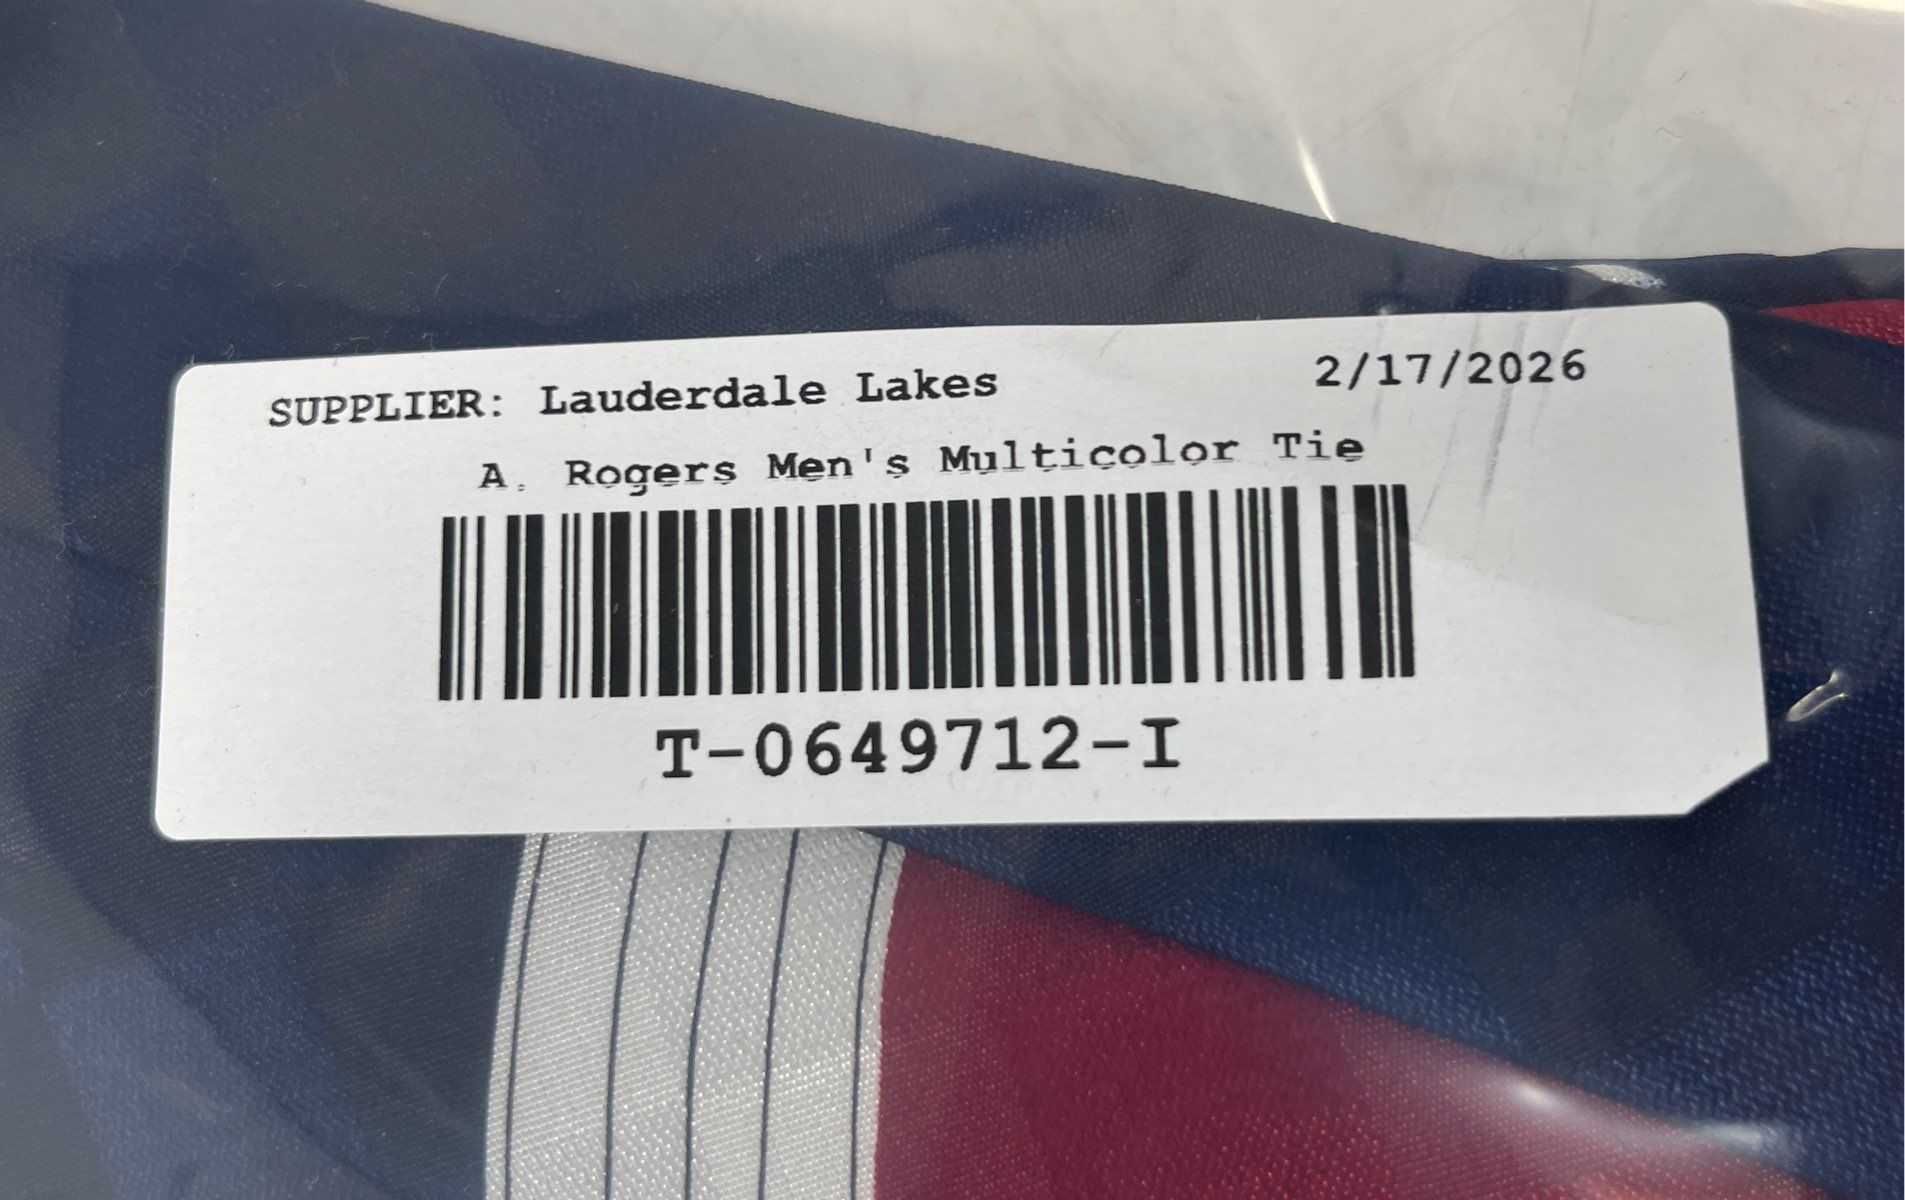 SUPPLIER: Lauderdale Lakes 2/17/2026
A. Rogers Men's Multicolor Tie
T-0649712-I